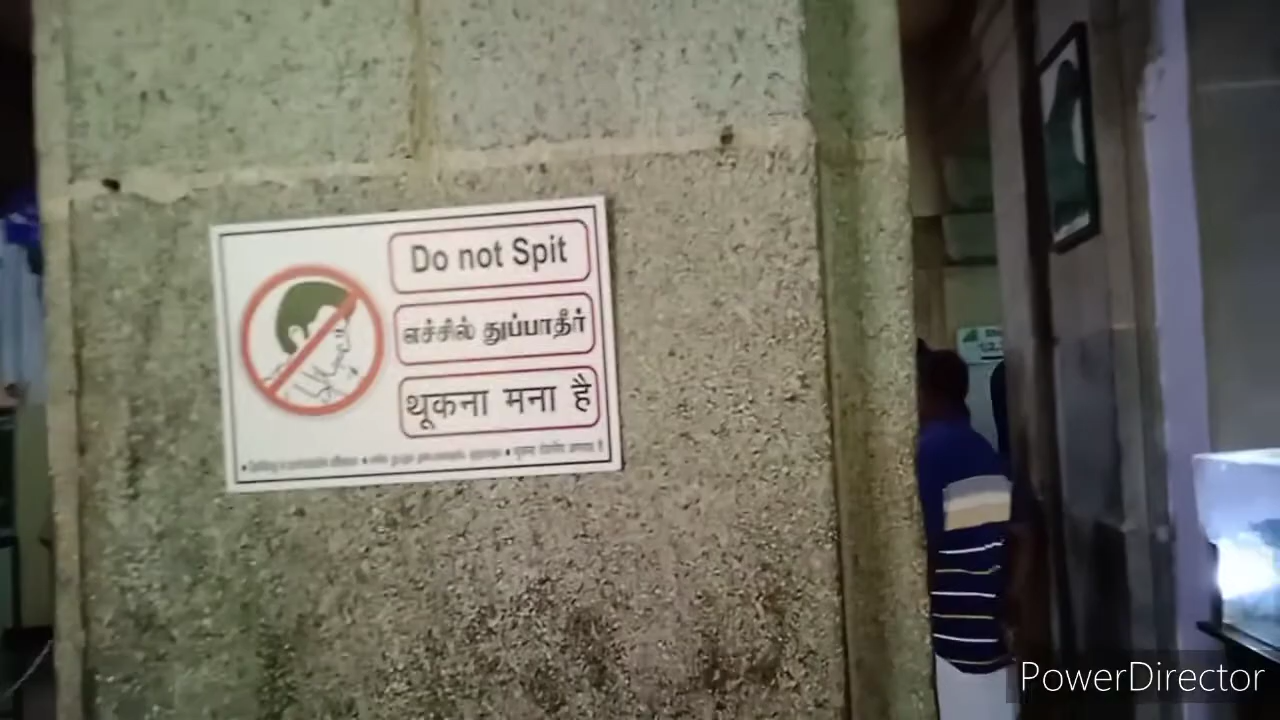 Do not Spit
எச்சில் துப்பாதீர்
थूकना मना है
PowerDirector